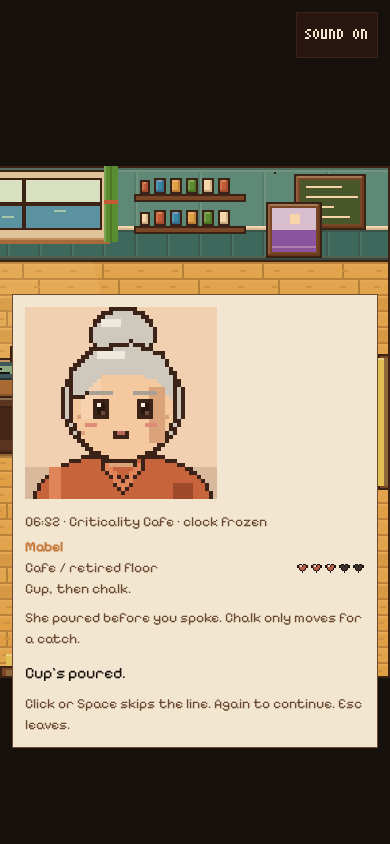 SOUND ON
06:52 · Criticality Cafe · clock frozen
Mabel
Cafe / retired floor
Cup, then chalk.
She poured before you spoke. Chalk only moves for
a catch.
Cup's poured.
Click or Space skips the line. Again to continue. Esc
leaves.